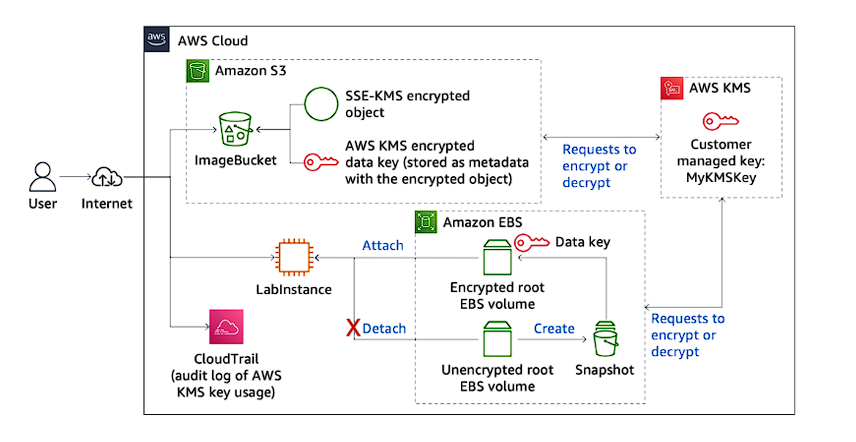 aws
AWS Cloud
Amazon S3
SSE-KMS encrypted
object
AWS KMS encrypted
data key (stored as metadata
with the encrypted object)
ImageBucket
AWS KMS
Customer
managed key:
MyKMSKey
Requests to
encrypt or
decrypt
User
Internet
Amazon EBS
Data key
Attach
Encrypted root
EBS volume
LabInstance
X Detach
Create
Unencrypted root
EBS volume
Snapshot
Requests to
encrypt or
decrypt
CloudTrail
(audit log of AWS
KMS key usage)